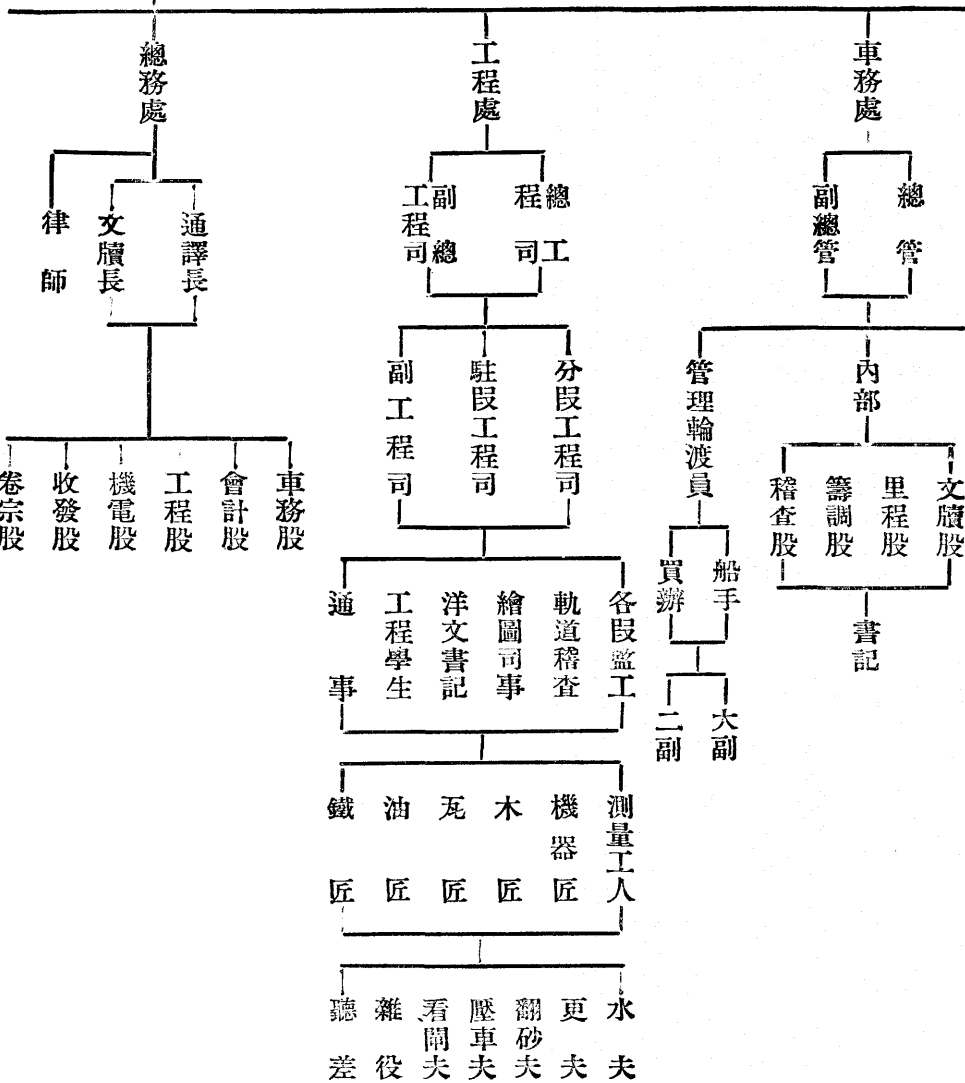 車務處
總管
副總管
內部
文牘股
里程股
籌調股
稽查股
書記
管理輪渡員
船手
買辦
大副
二副
工程處
總工程司
副總工程司
分段工程司
駐段工程司
副工程司
各段監工
軌道稽查
繪圖司事
洋文書記
工程學生
通事
測量工人
機器匠
木匠
瓦匠
油匠
鐵匠
水夫
更夫
翻砂夫
壓車夫
看閘夫
雜役
聽差
總務處
通譯長
文牘長
律師
車務股
會計股
工程股
機電股
收發股
卷宗股